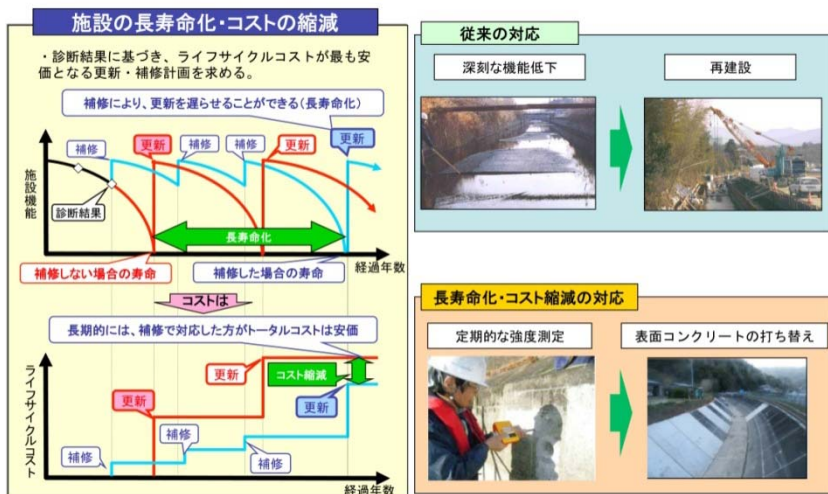 施設の長寿命化・コストの縮減
・診断結果に基づき、ライフサイクルコストが最も安
価となる更新・補修計画を求める。
補修により、更新を遅らせることができる(長寿命化)
補修
更新
補修
補修
更新
更新
施設機能
診断結果
長寿命化
補修しない場合の寿命
補修した場合の寿命
経過年数
コストは
長期的には、補修で対応した方がトータルコストは安価
ライフサイクルコスト
更新
更新
コスト縮減
更新
補修
補修
補修
経過年数
従来の対応
深刻な機能低下
再建設
長寿命化・コスト縮減の対応
定期的な強度測定
表面コンクリートの打ち替え